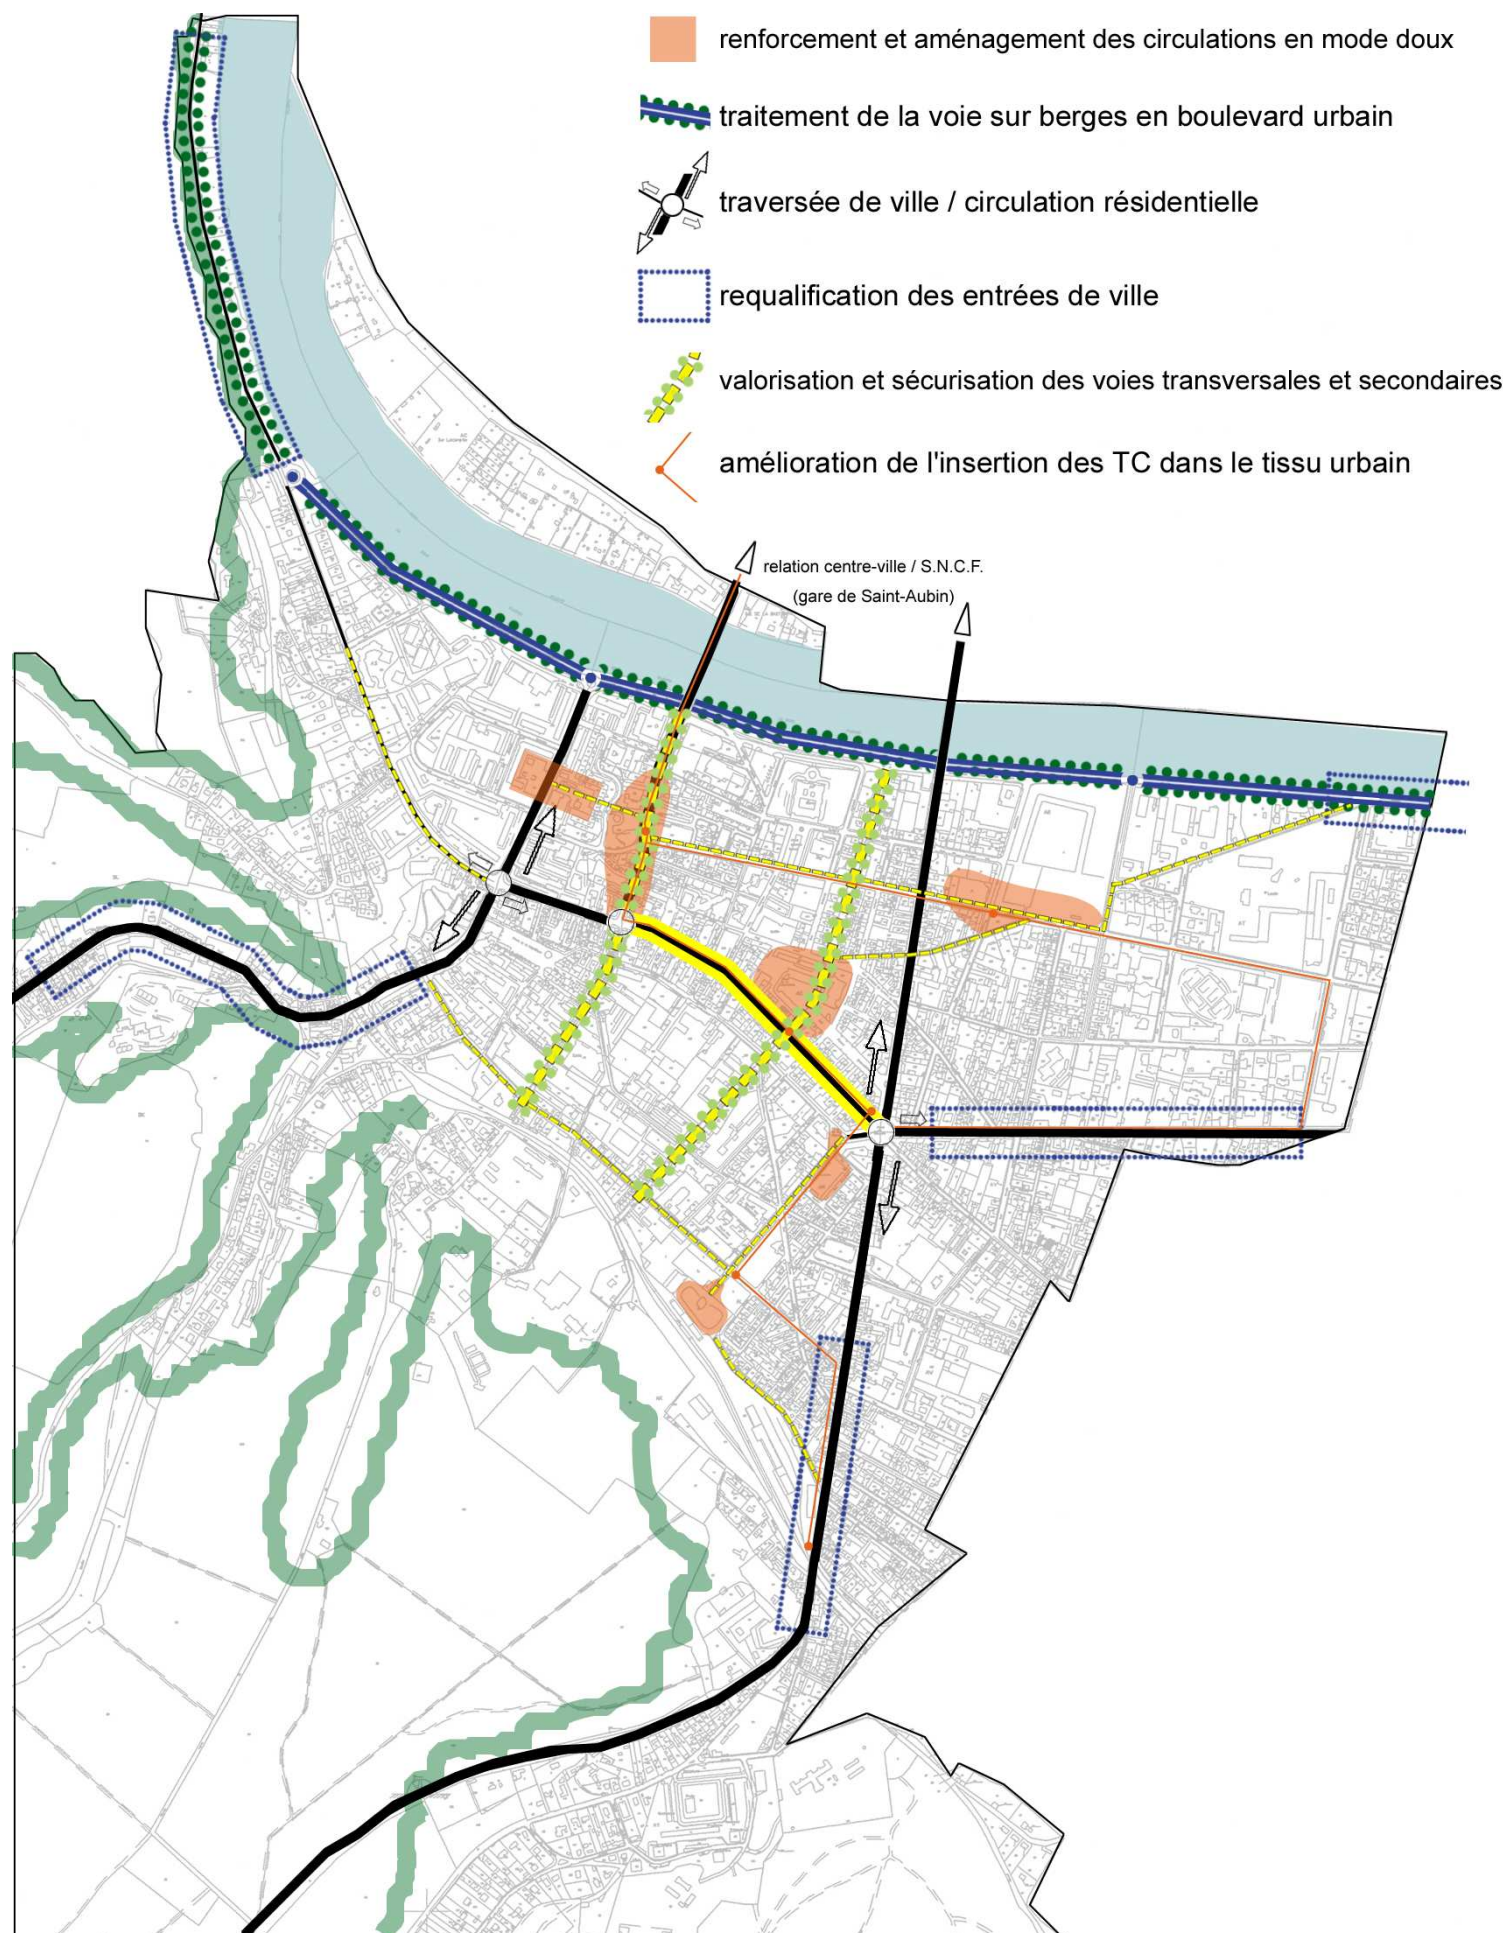 renforcement et aménagement des circulations en mode doux
traitement de la voie sur berges en boulevard urbain
traversée de ville / circulation résidentielle
requalification des entrées de ville
valorisation et sécurisation des voies transversales et secondaires
amélioration de l'insertion des TC dans le tissu urbain
relation centre-ville / S.N.C.F.
(gare de Saint-Aubin)